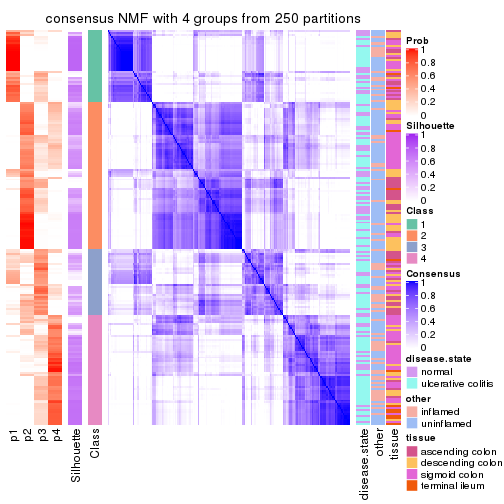 consensus NMF with 4 groups from 250 partitions
p1
p2
p3
p4
Silhouette
Class
disease.state
other
tissue
Prob
1
0.8
0.6
0.4
0.2
0
Silhouette
1
0.8
0.6
0.4
0.2
0
Class
1
2
3
4
Consensus
1
0.8
0.6
0.4
0.2
0
disease.state
normal
ulcerative colitis
other
inflamed
uninflamed
tissue
ascending colon
descending colon
sigmoid colon
terminal ileum